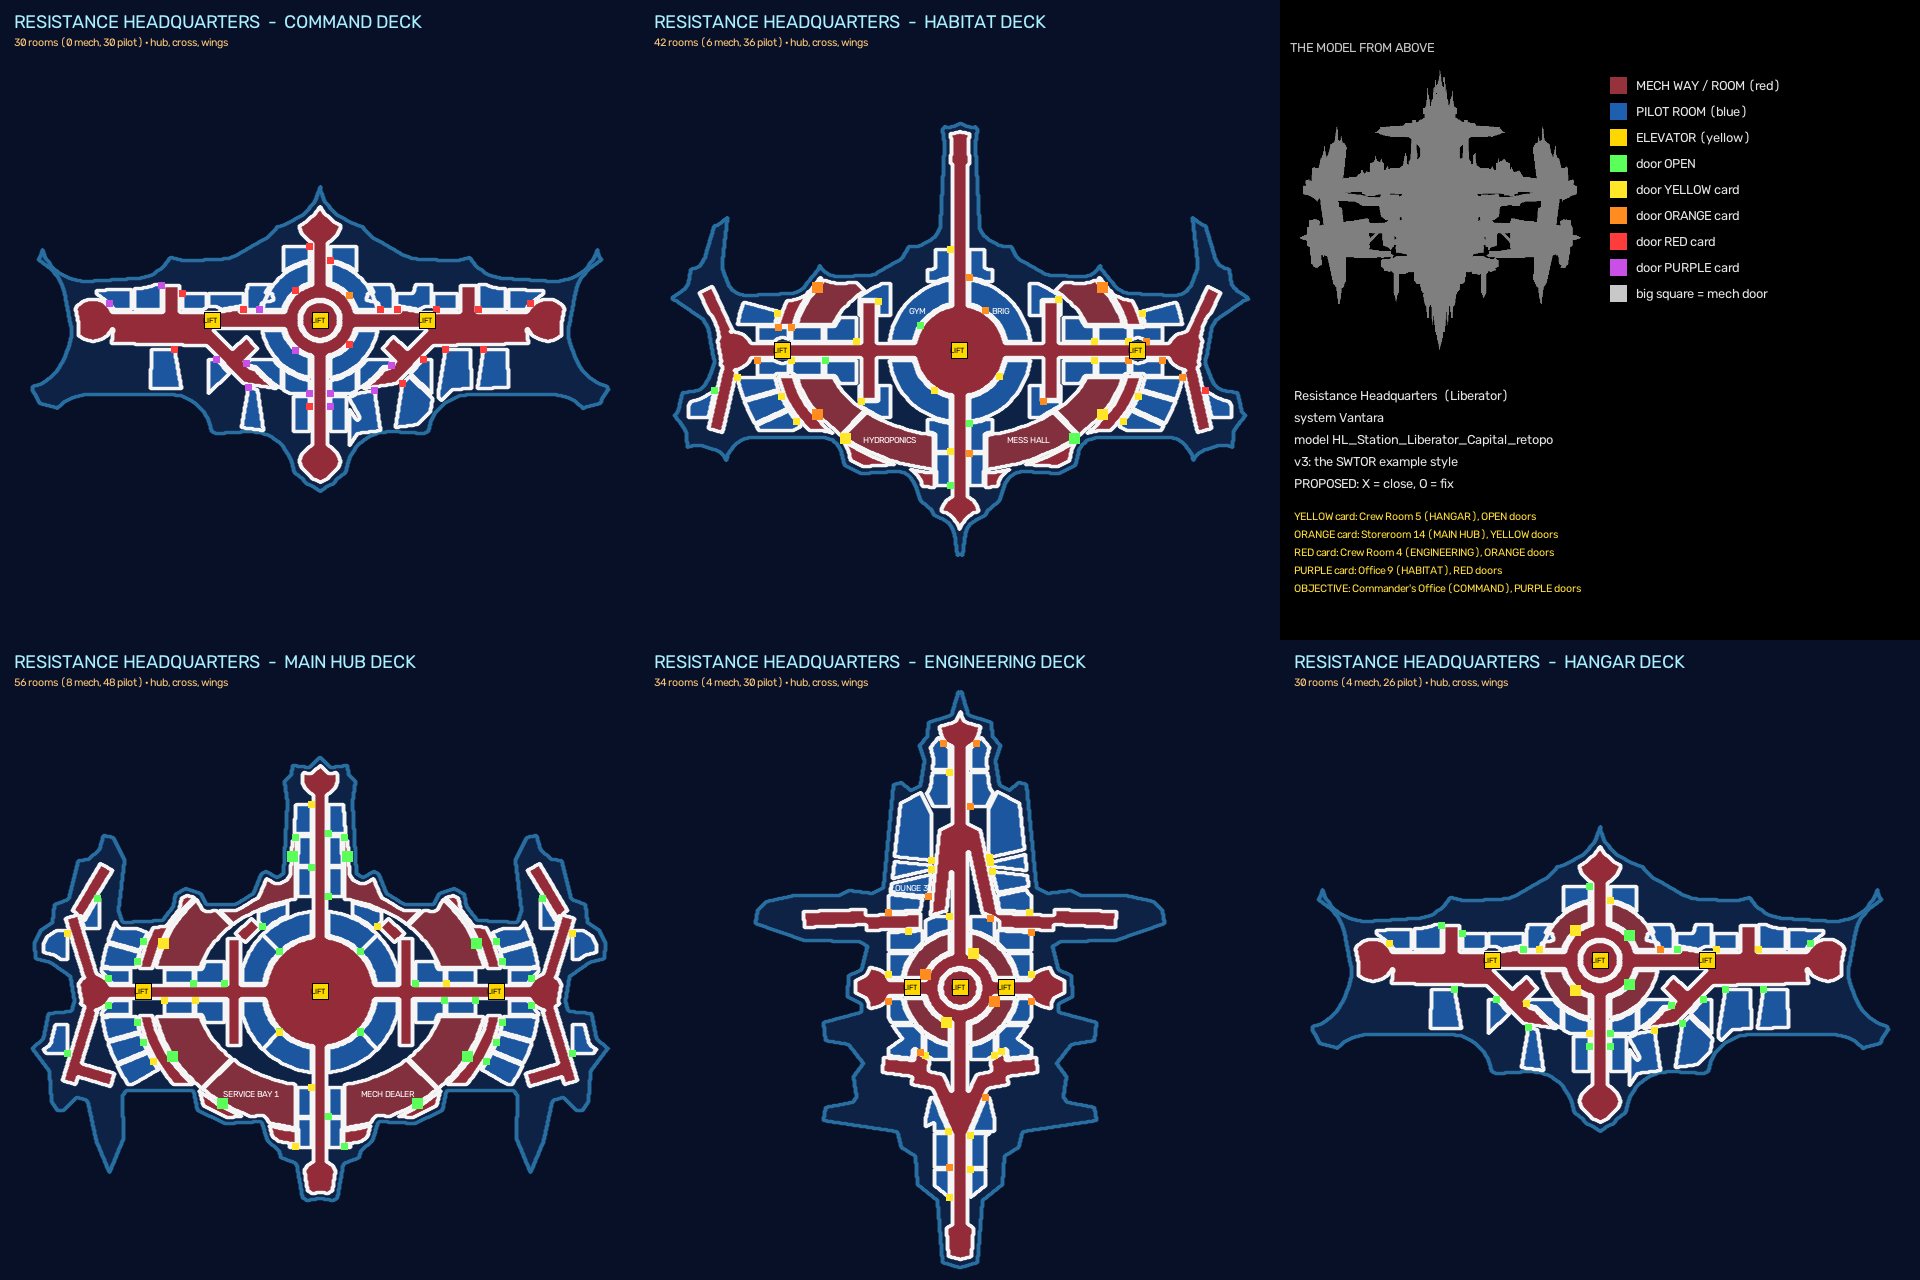 RESISTANCE HEADQUARTERS - COMMAND DECK
30 rooms (0 mech, 30 pilot) • hub, cross, wings
LIFT
LIFT
LIFT
RESISTANCE HEADQUARTERS - HABITAT DECK
42 rooms (6 mech, 36 pilot) • hub, cross, wings
GYM
BRIG
LIFT
LIFT
LIFT
HYDROPONICS
MESS HALL
THE MODEL FROM ABOVE
MECH WAY / ROOM (red)
PILOT ROOM (blue)
ELEVATOR (yellow)
door OPEN
door YELLOW card
door ORANGE card
door RED card
door PURPLE card
big square = mech door
Resistance Headquarters (Liberator)
system Vantara
model HL_Station_Liberator_Capital_retopo
v3: the SWTOR example style
PROPOSED: X = close, O = fix
YELLOW card: Crew Room 5 (HANGAR), OPEN doors
ORANGE card: Storeroom 14 (MAIN HUB), YELLOW doors
RED card: Crew Room 4 (ENGINEERING), ORANGE doors
PURPLE card: Office 9 (HABITAT), RED doors
OBJECTIVE: Commander's Office (COMMAND), PURPLE doors
RESISTANCE HEADQUARTERS - MAIN HUB DECK
56 rooms (8 mech, 48 pilot) • hub, cross, wings
LIFT
LIFT
LIFT
SERVICE BAY 1
MECH DEALER
RESISTANCE HEADQUARTERS - ENGINEERING DECK
34 rooms (4 mech, 30 pilot) • hub, cross, wings
OUNGE 3
LIFT
LIFT
LIFT
RESISTANCE HEADQUARTERS - HANGAR DECK
30 rooms (4 mech, 26 pilot) • hub, cross, wings
LIFT
LIFT
LIFT